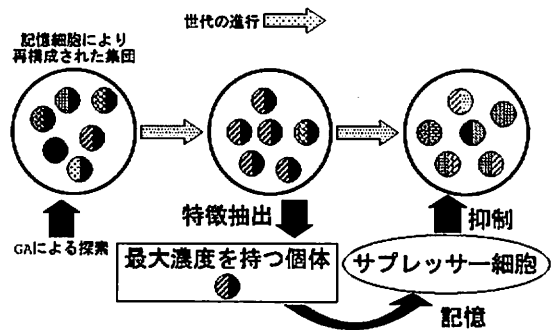 世代の進行
記憶細胞により
再構成された集団
GAによる探索
特徴抽出
抑制
最大濃度を持つ個体
サプレッサー細胞
記憶